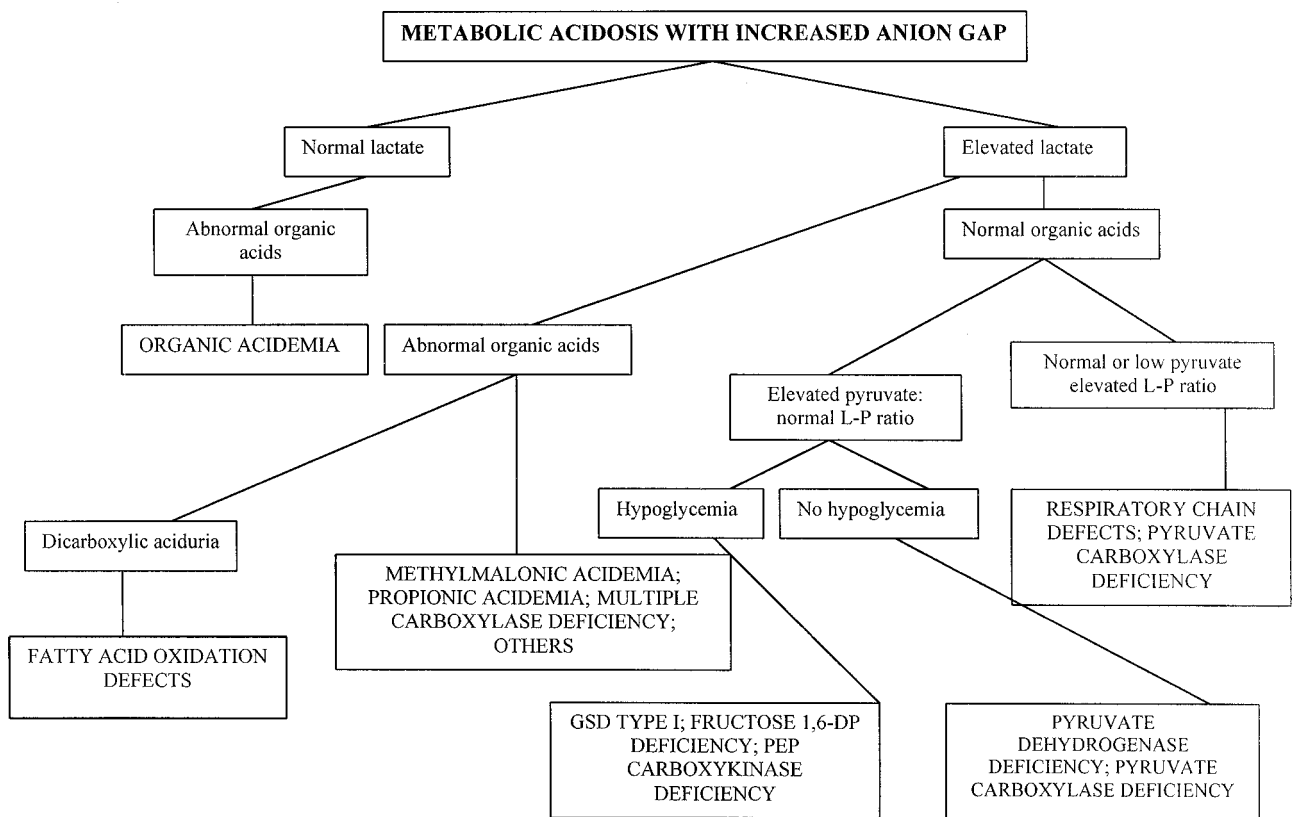 METABOLIC ACIDOSIS WITH INCREASED ANION GAP
Normal lactate
Elevated lactate
Abnormal organic
acids
Normal organic acids
ORGANIC ACIDEMIA
Abnormal organic acids
Normal or low pyruvate
elevated L-P ratio
Elevated pyruvate:
normal L-P ratio
Hypoglycemia
No hypoglycemia
RESPIRATORY CHAIN
DEFECTS; PYRUVATE
CARBOXYLASE
DEFICIENCY
Dicarboxylic aciduria
METHYLMALONIC ACIDEMIA;
PROPIONIC ACIDEMIA; MULTIPLE
CARBOXYLASE DEFICIENCY;
OTHERS
FATTY ACID OXIDATION
DEFECTS
GSD TYPE I; FRUCTOSE 1,6-DP
DEFICIENCY; PEP
CARBOXYKINASE
DEFICIENCY
PYRUVATE
DEHYDROGENASE
DEFICIENCY; PYRUVATE
CARBOXYLASE DEFICIENCY